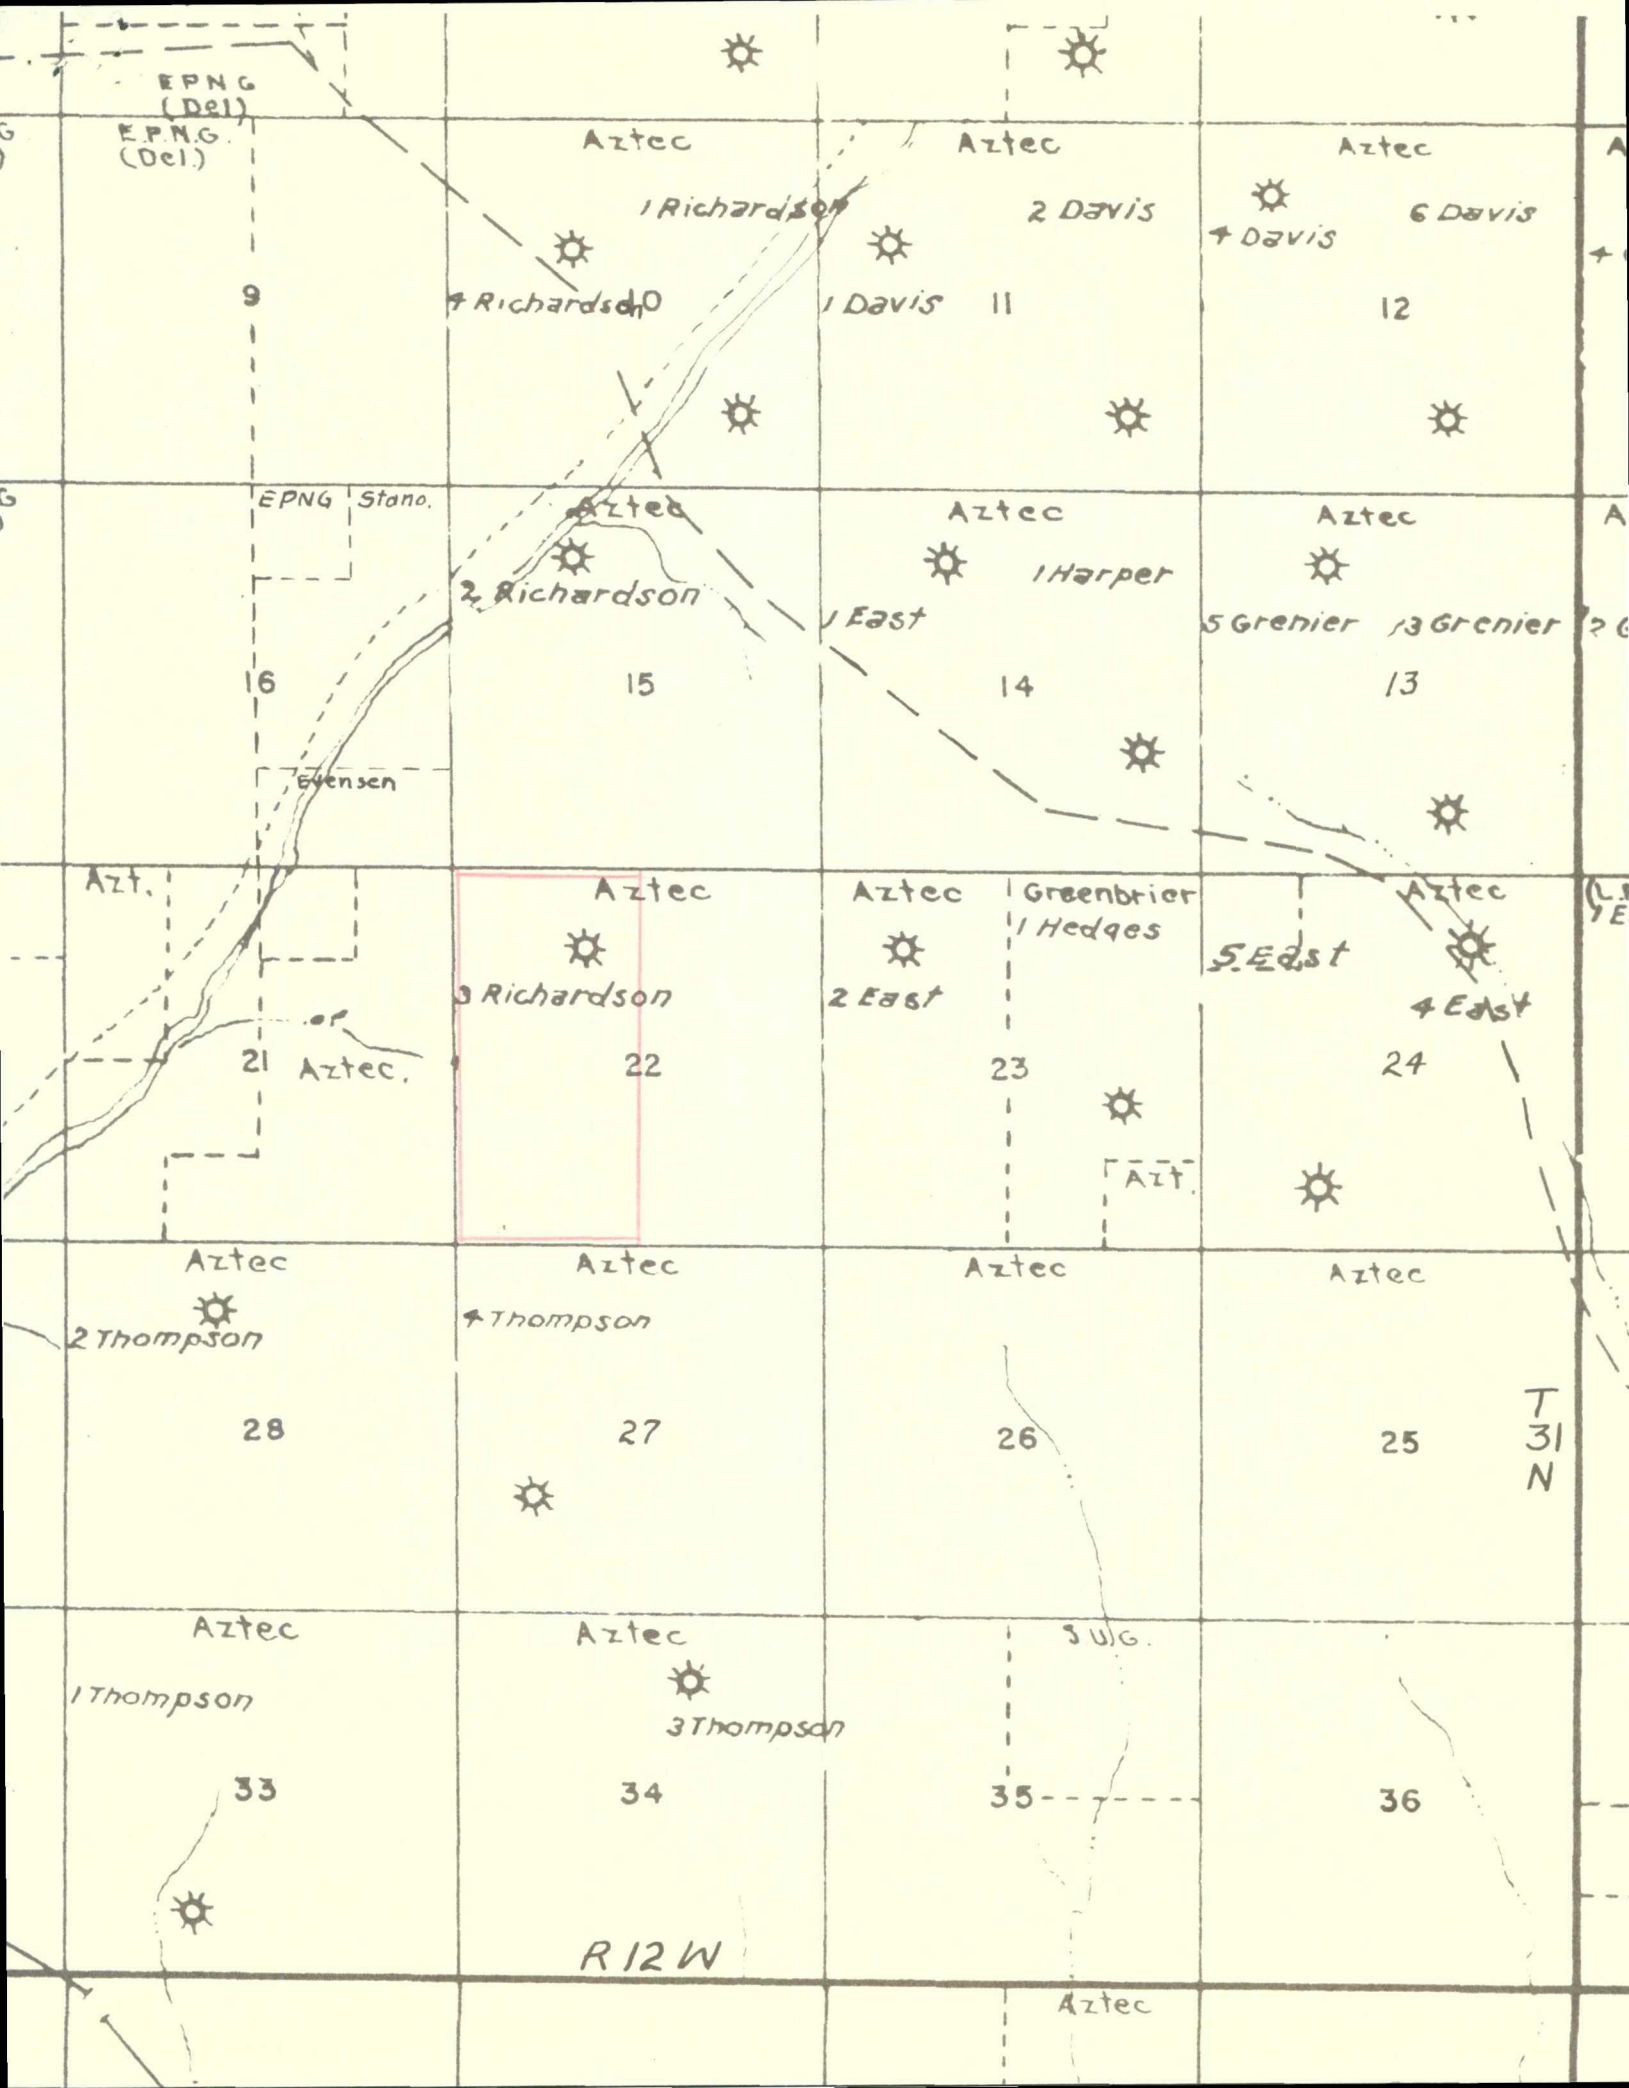 EPNG
(Del)
E.P.N.G.
(Del.)
Aztec
Aztec
Aztec
1 Richardson
2 Davis
4 Davis
6 Davis
9
4 Richardson
10
1 Davis
11
12
EPNG
Stano.
Aztec
Aztec
Aztec
2 Richardson
1 Harper
1 East
5 Grenier
13 Grenier
16
15
14
13
Evensen
Azt.
Aztec
Aztec
Greenbrier
1 Hedges
Aztec
5 East
3 Richardson
2 East
4 East
21
Aztec.
22
23
24
Azt.
Aztec
Aztec
Aztec
Aztec
2 Thompson
4 Thompson
28
27
26
25
T
31
N
Aztec
Aztec
S.U.G.
1 Thompson
3 Thompson
33
34
35
36
R 12 W
Aztec